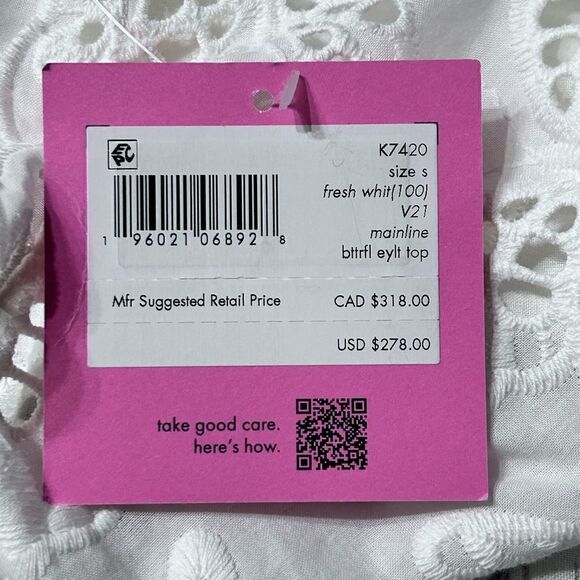 K7420
size s
fresh whit(100)
V21
mainline
bttrfl eylt top
1 96021 06892 8
Mfr Suggested Retail Price CAD $318.00
USD $278.00
take good care.
here's how.